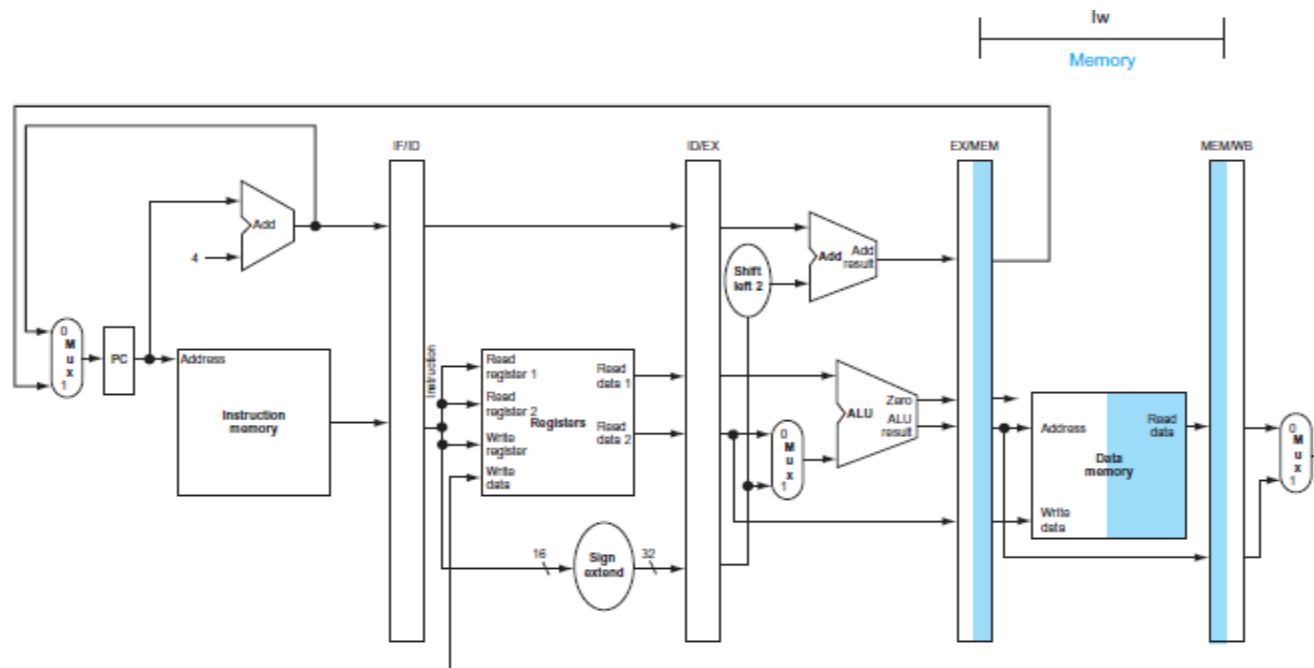 lw
Memory
IF/ID
ID/EX
EX/MEM
MEM/WB
Add
4
Add
Add
result
Shift
left 2
0
M
u
x
1
PC
Address
Instruction
memory
Instruction
Read
register 1
Read
register 2
Write
register
Write
data
Registers
Read
data 1
Read
data 2
0
M
u
x
1
Zero
ALU
ALU
result
Address
Read
data
Data
memory
Write
data
0
M
u
x
1
16
Sign
extend
32